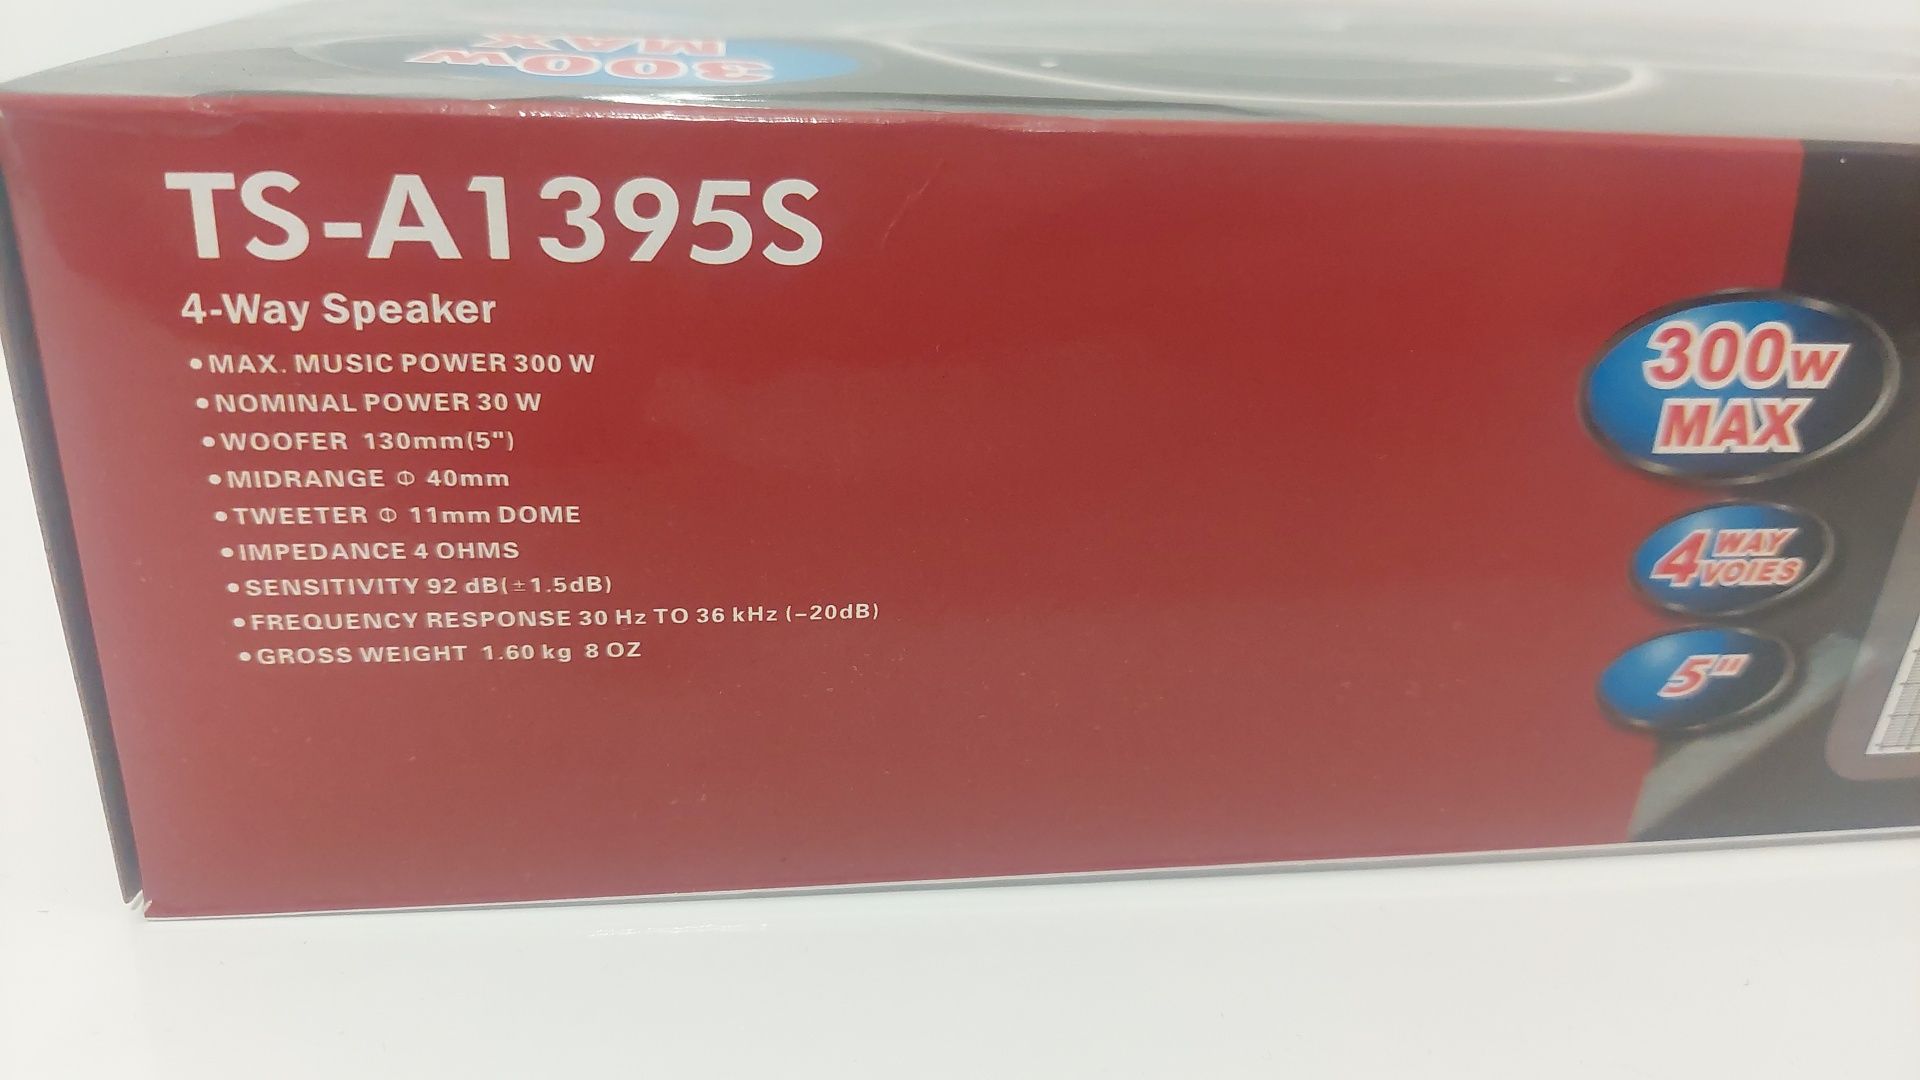 300W
MAX
TS-A1395S
4-Way Speaker
•MAX. MUSIC POWER 300 W
•NOMINAL POWER 30 W
•WOOFER 130mm(5")
•MIDRANGE Φ 40mm
•TWEETER Φ 11mm DOME
•IMPEDANCE 4 OHMS
•SENSITIVITY 92 dB(±1.5dB)
•FREQUENCY RESPONSE 30 Hz TO 36 kHz (–20dB)
•GROSS WEIGHT 1.60 kg 8 OZ
300W
MAX
4 WAY
VOIES
5"